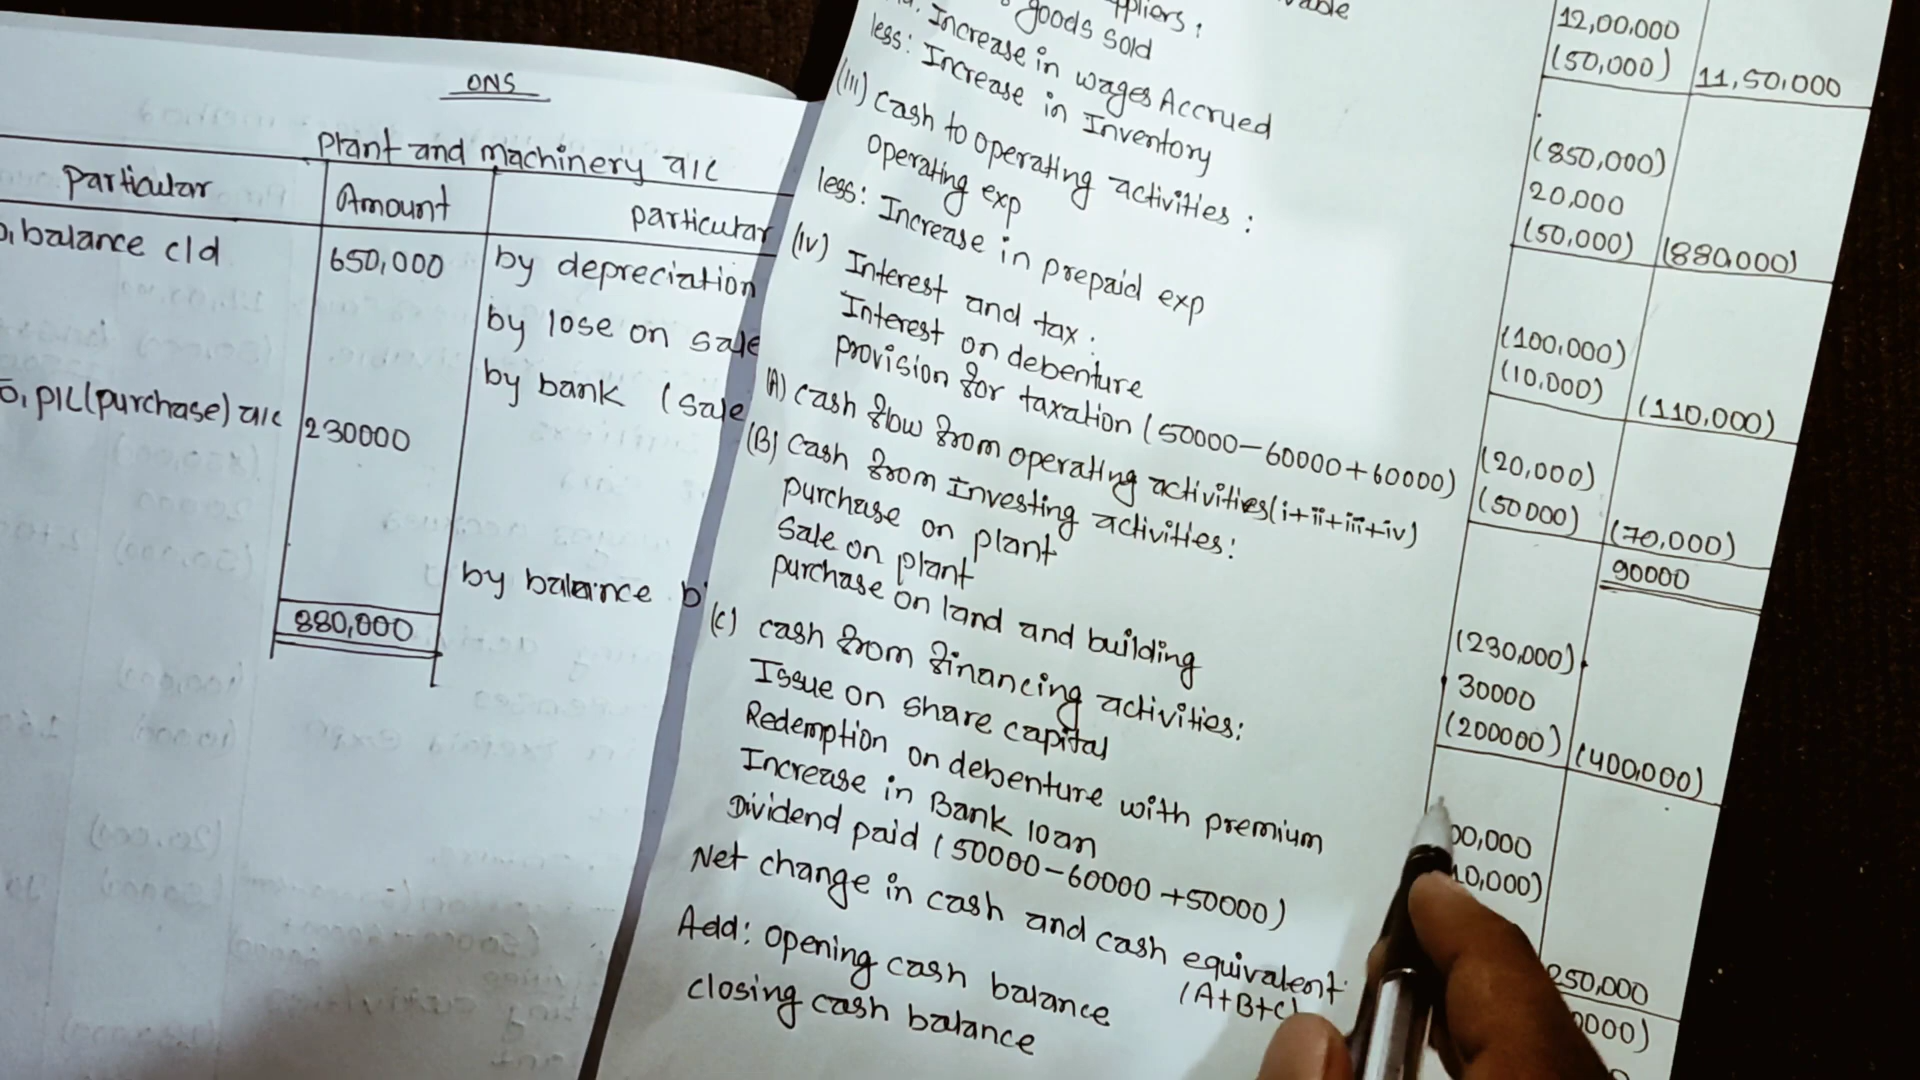 ONS
Plant and machinery a/c
Particular Amount particular
balance c/d 650,000 by depreciation
by lose on sale
by bank (sale
To, P/L (purchase) a/c 230000
by balance b
880,000
goods sold
Increase in wages Accrued
less: Increase in Inventory
(iii) cash to operating activities:
operating exp
less: Increase in prepaid exp
(iv) Interest and tax:
Interest on debenture
provision for taxation (50000-60000+60000)
(A) cash flow from operating activities (i+ii+iii+iv)
(B) cash from Investing activities:
purchase on plant
sale on plant
purchase on land and building
(c) cash from financing activities:
Issue on share capital
Redemption on debenture with premium
Increase in Bank loan
Dividend paid (50000-60000+50000)
Net change in cash and cash equivalent
(A+B+C)
Add: opening cash balance
closing cash balance
12,00,000
(50,000) 11,50,000
(850,000)
20,000
(50,000) (880,000)
(100,000)
(10,000) (110,000)
(20,000)
(50000) (70,000)
90000
(230,000)
30000
(200000) (400,000)
00,000
10,000)
250,000
0000)